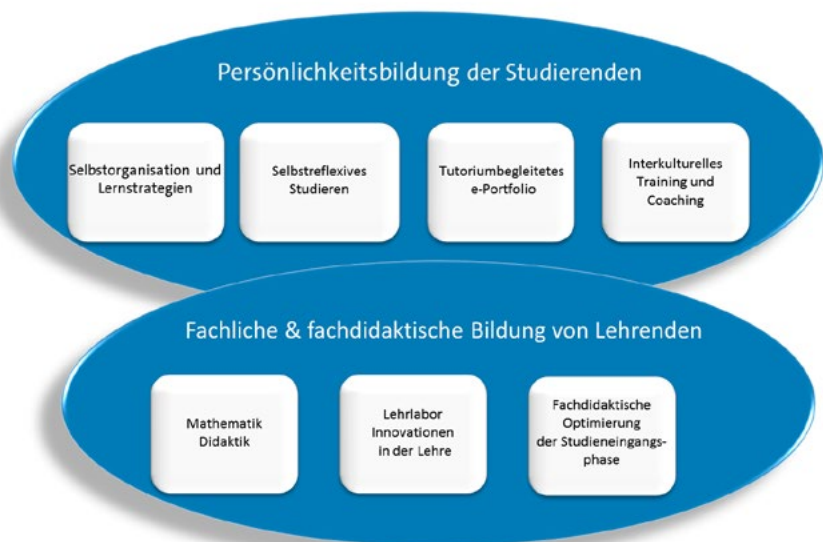 Persönlichkeitsbildung der Studierenden
Selbstorganisation und
Lernstrategien
Selbstreflexives
Studieren
Tutoriumbegleitetes
e-Portfolio
Interkulturelles
Training und
Coaching
Fachliche & fachdidaktische Bildung von Lehrenden
Mathematik
Didaktik
Lehrlabor
Innovationen
in der Lehre
Fachdidaktische
Optimierung
der Studieneingangs-
phase